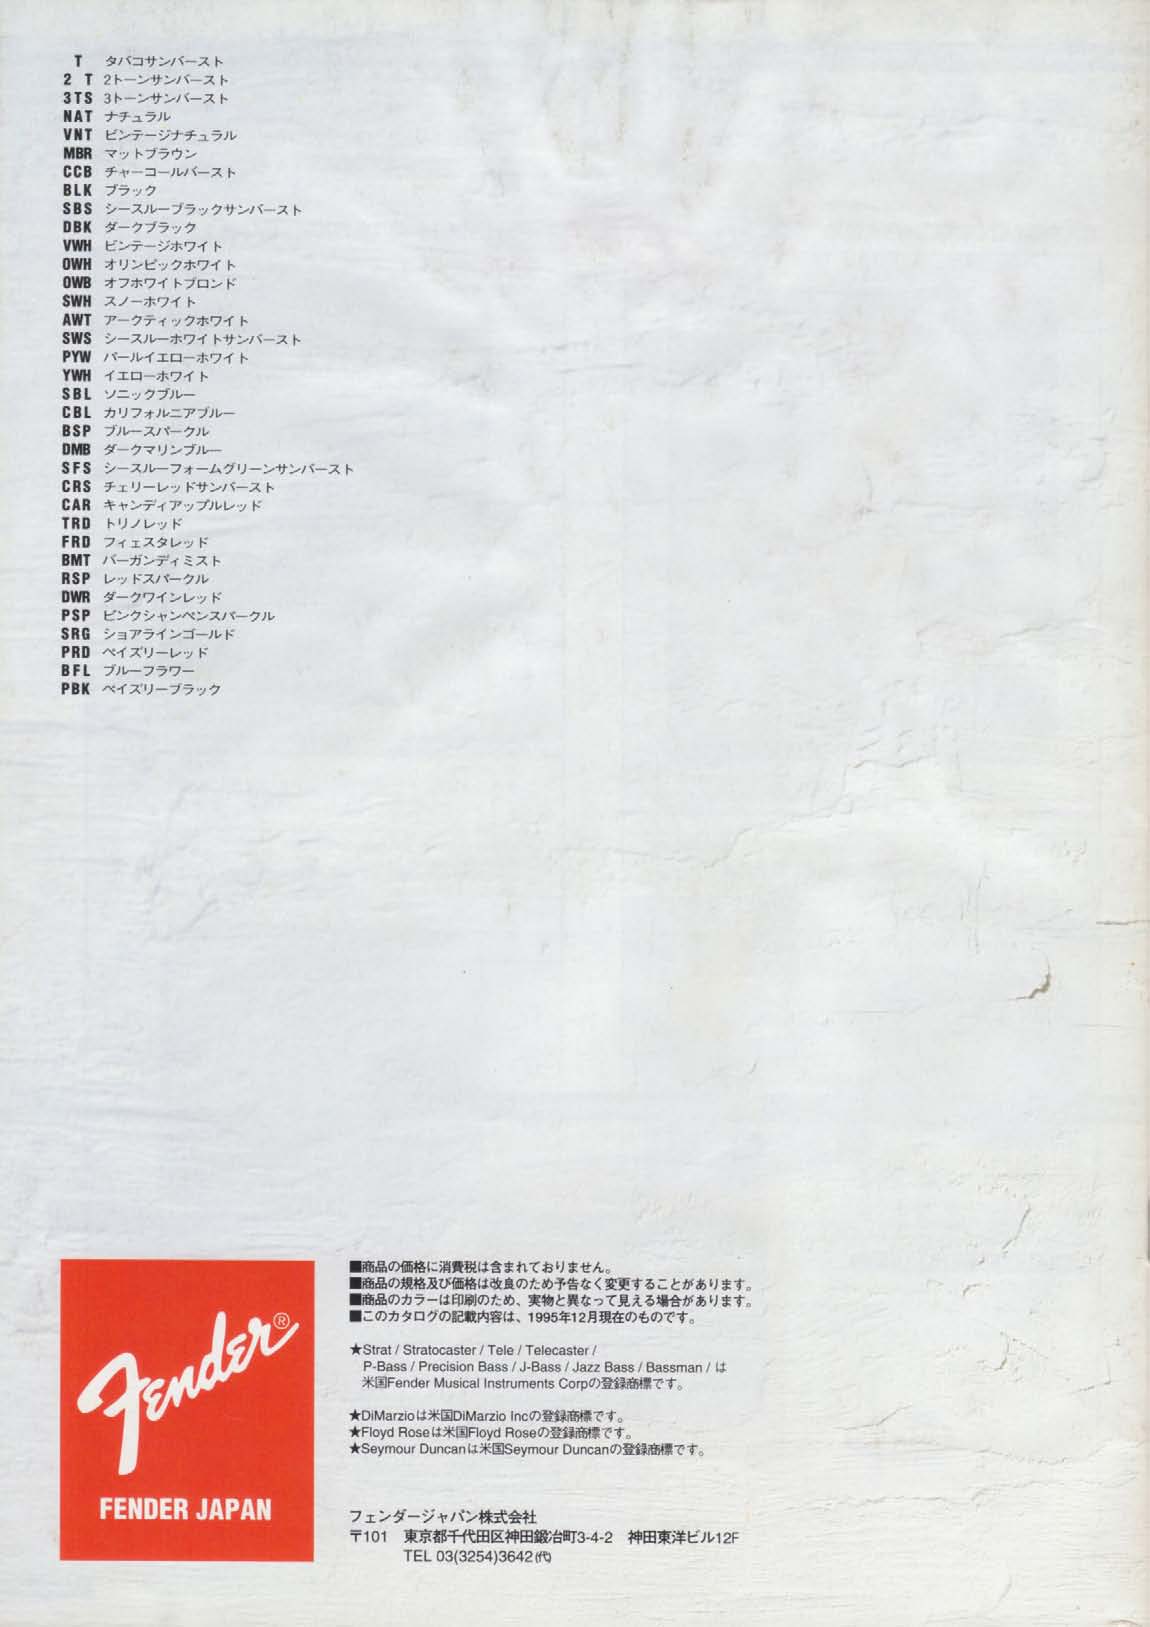 T タバコサンバースト
2 T 2トーンサンバースト
3TS 3トーンサンバースト
NAT ナチュラル
VNT ビンテージナチュラル
MBR マットブラウン
CCB チャーコールバースト
BLK ブラック
SBS シースルーブラックサンバースト
DBK ダークブラック
VWH ビンテージホワイト
OWH オリンピックホワイト
OWB オフホワイトブロンド
SWH スノーホワイト
AWT アークティックホワイト
SWS シースルーホワイトサンバースト
PYW パールイエローホワイト
YWH イエローホワイト
SBL ソニックブルー
CBL カリフォルニアブルー
BSP ブルースパークル
DMB ダークマリンブルー
SFS シースルーフォームグリーンサンバースト
CRS チェリーレッドサンバースト
CAR キャンディアップルレッド
TRD トリノレッド
FRD フィェスタレッド
BMT バーガンディミスト
RSP レッドスパークル
DWR ダークワインレッド
PSP ピンクシャンペンスパークル
SRG ショアラインゴールド
PRD ペイズリーレッド
BFL ブルーフラワー
PBK ペイズリーブラック
Fender®
FENDER JAPAN
■商品の価格に消費税は含まれておりません。
■商品の規格及び価格は改良のため予告なく変更することがあります。
■商品のカラーは印刷のため、実物と異なって見える場合があります。
■このカタログの記載内容は、1995年12月現在のものです。
★Strat / Stratocaster / Tele / Telecaster /
P-Bass / Precision Bass / J-Bass / Jazz Bass / Bassman / は
米国Fender Musical Instruments Corpの登録商標です。
★DiMarzioは米国DiMarzio Incの登録商標です。
★Floyd Roseは米国Floyd Roseの登録商標です。
★Seymour Duncanは米国Seymour Duncanの登録商標です。
フェンダージャパン株式会社
〒101 東京都千代田区神田鍛冶町3-4-2 神田東洋ビル12F
TEL 03(3254)3642㈹